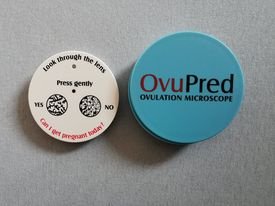 Look through the lens
Press gently
YES NO
Can I get pregnant today?
OvuPred
OVULATION MICROSCOPE